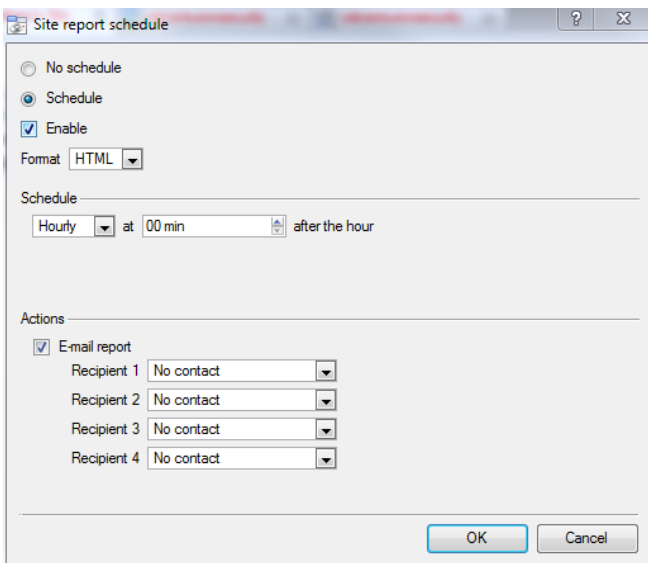 Site report schedule
No schedule
Schedule
Enable
Format HTML
Schedule
Hourly at 00 min after the hour
Actions
E-mail report
Recipient 1 No contact
Recipient 2 No contact
Recipient 3 No contact
Recipient 4 No contact
OK Cancel